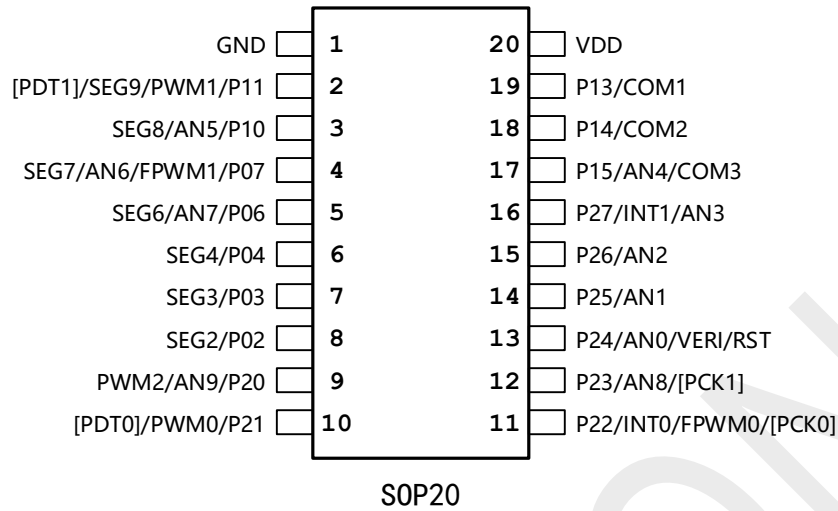 GND 1 20 VDD
[PDT1]/SEG9/PWM1/P11 2 19 P13/COM1
SEG8/AN5/P10 3 18 P14/COM2
SEG7/AN6/FPWM1/P07 4 17 P15/AN4/COM3
SEG6/AN7/P06 5 16 P27/INT1/AN3
SEG4/P04 6 15 P26/AN2
SEG3/P03 7 14 P25/AN1
SEG2/P02 8 13 P24/AN0/VERI/RST
PWM2/AN9/P20 9 12 P23/AN8/[PCK1]
[PDT0]/PWM0/P21 10 11 P22/INT0/FPWM0/[PCK0]
SOP20